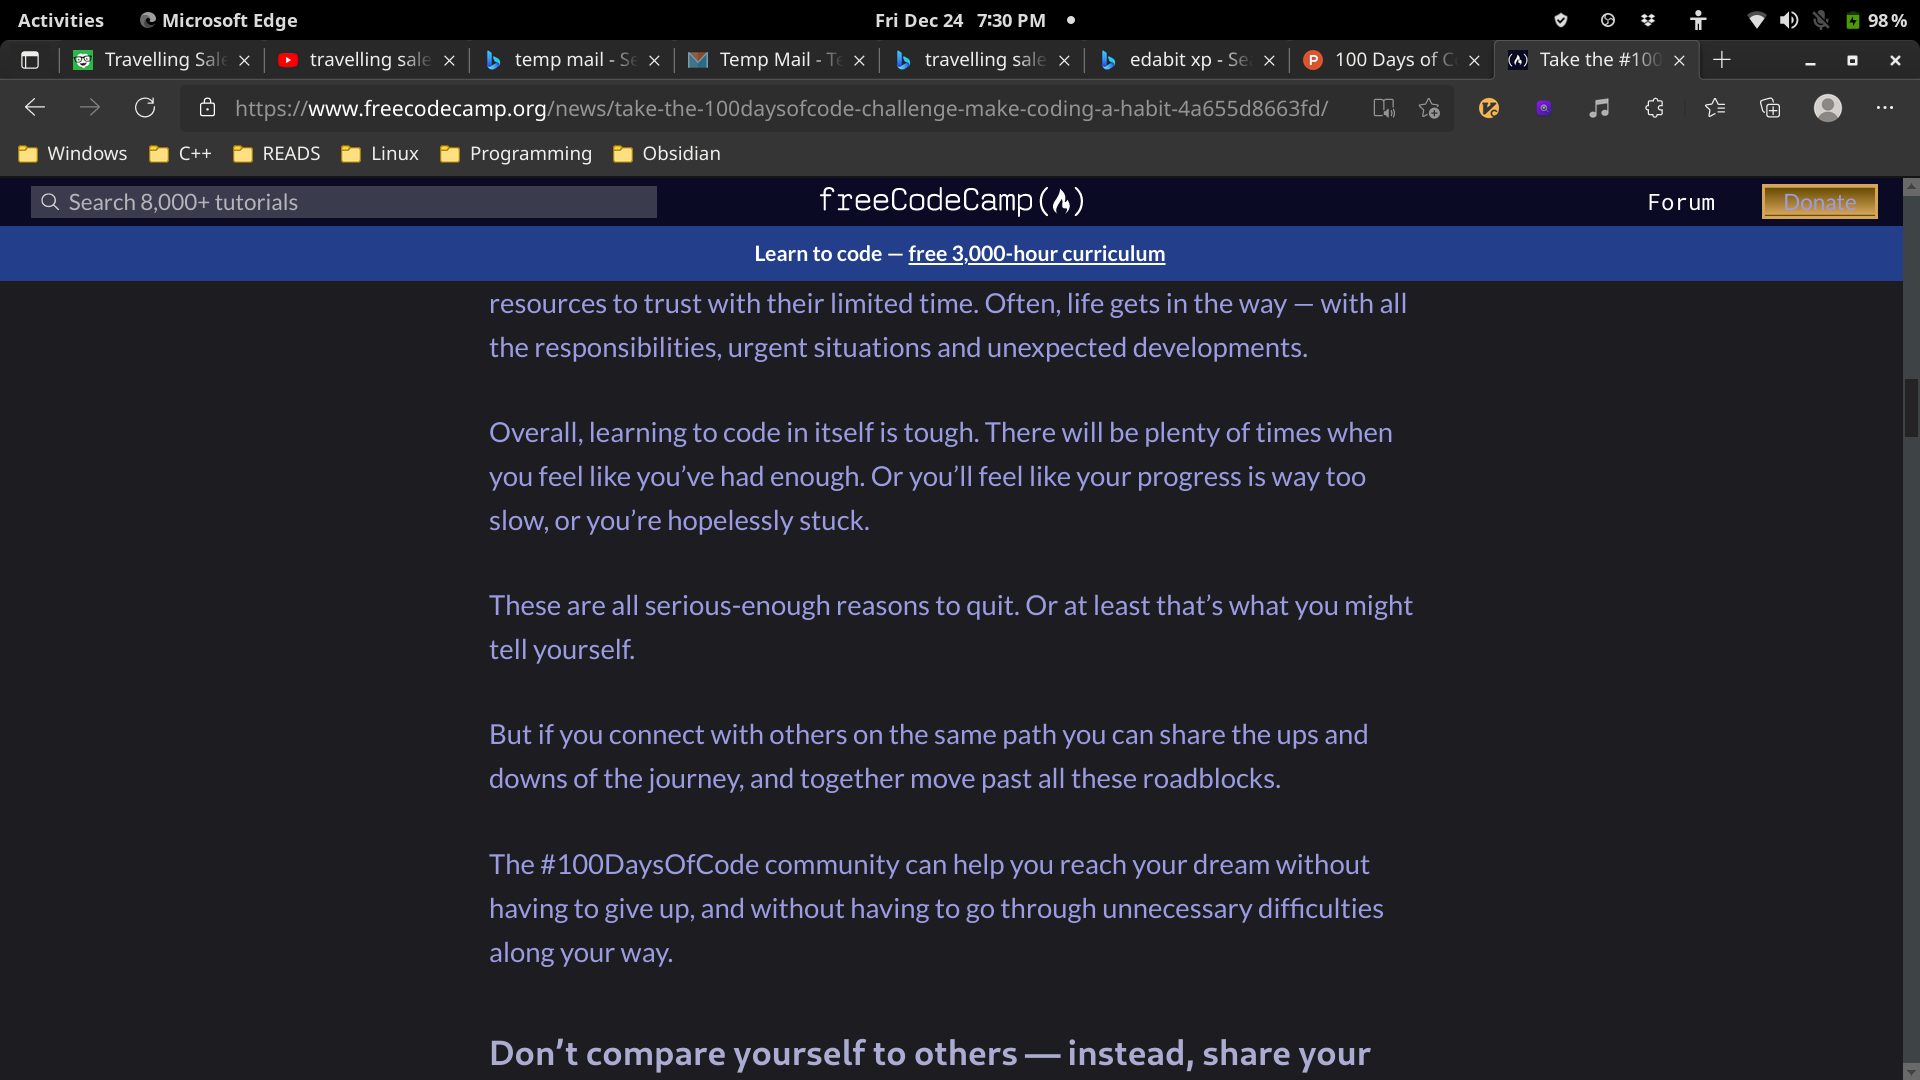 Activities Microsoft Edge Fri Dec 24 7:30 PM 98 %
Travelling Sale travelling sale temp mail - Se Temp Mail - Te travelling sale edabit xp - Sea 100 Days of C Take the #100
https://www.freecodecamp.org/news/take-the-100daysofcode-challenge-make-coding-a-habit-4a655d8663fd/
Windows C++ READS Linux Programming Obsidian
Search 8,000+ tutorials freeCodeCamp(🔥) Forum Donate
Learn to code — free 3,000-hour curriculum
resources to trust with their limited time. Often, life gets in the way — with all
the responsibilities, urgent situations and unexpected developments.
Overall, learning to code in itself is tough. There will be plenty of times when
you feel like you’ve had enough. Or you’ll feel like your progress is way too
slow, or you’re hopelessly stuck.
These are all serious-enough reasons to quit. Or at least that’s what you might
tell yourself.
But if you connect with others on the same path you can share the ups and
downs of the journey, and together move past all these roadblocks.
The #100DaysOfCode community can help you reach your dream without
having to give up, and without having to go through unnecessary difficulties
along your way.
Don’t compare yourself to others — instead, share your